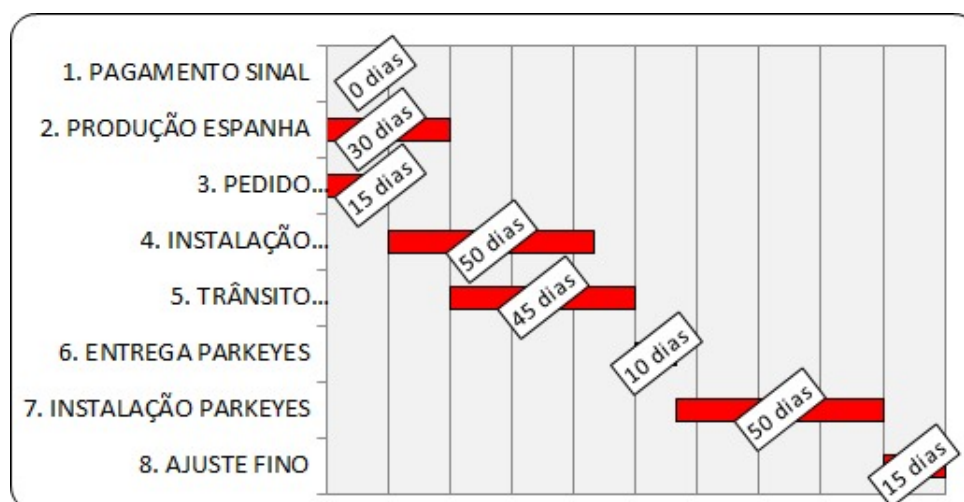 1. PAGAMENTO SINAL
0 dias
2. PRODUÇÃO ESPANHA
30 dias
3. PEDIDO...
15 dias
4. INSTALAÇÃO...
50 dias
5. TRÂNSITO...
45 dias
6. ENTREGA PARKEYES
10 dias
7. INSTALAÇÃO PARKEYES
50 dias
8. AJUSTE FINO
15 dias